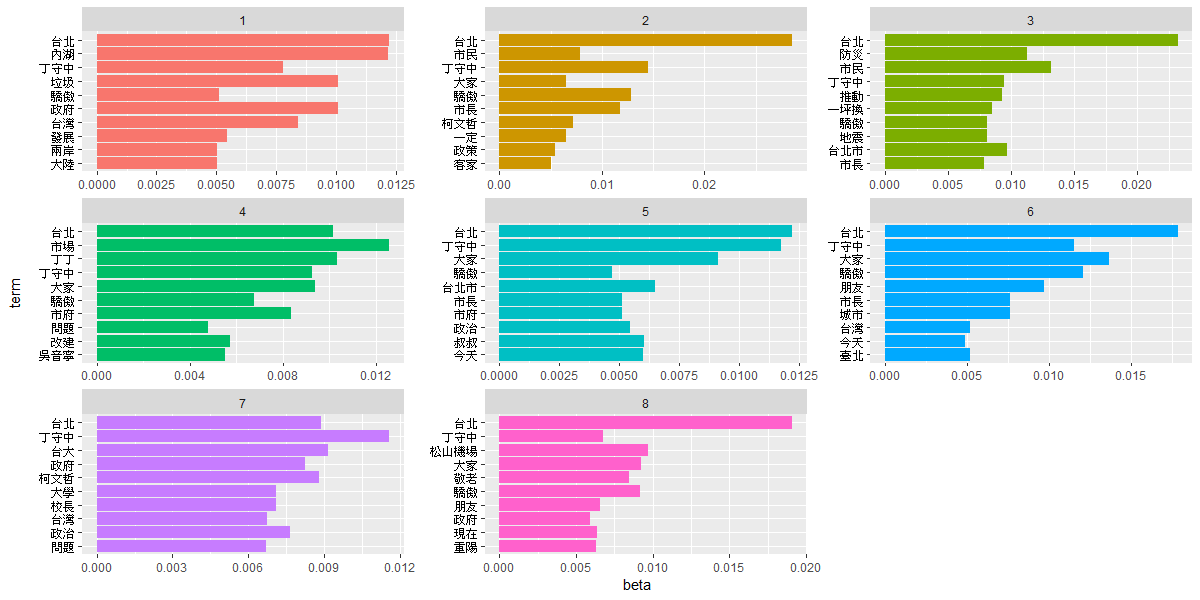 1
台北
內湖
丁守中
垃圾
驕傲
政府
台灣
發展
兩岸
大陸
0.0000 0.0025 0.0050 0.0075 0.0100 0.0125
2
台北
市民
丁守中
大家
驕傲
市長
柯文哲
一定
政策
客家
0.00 0.01 0.02
3
台北
防災
市民
丁守中
推動
一坪換
驕傲
地震
台北市
市長
0.000 0.005 0.010 0.015 0.020
4
台北
市場
丁丁
丁守中
大家
驕傲
市府
問題
改建
吳音寧
0.000 0.004 0.008 0.012
5
台北
丁守中
大家
驕傲
台北市
市長
市府
政治
叔叔
今天
0.0000 0.0025 0.0050 0.0075 0.0100 0.0125
6
台北
丁守中
大家
驕傲
朋友
市長
城市
台灣
今天
臺北
0.000 0.005 0.010 0.015
7
台北
丁守中
台大
政府
柯文哲
大學
校長
台灣
政治
問題
0.000 0.003 0.006 0.009 0.012
8
台北
丁守中
松山機場
大家
敬老
驕傲
朋友
政府
現在
重陽
0.000 0.005 0.010 0.015 0.020
term
beta